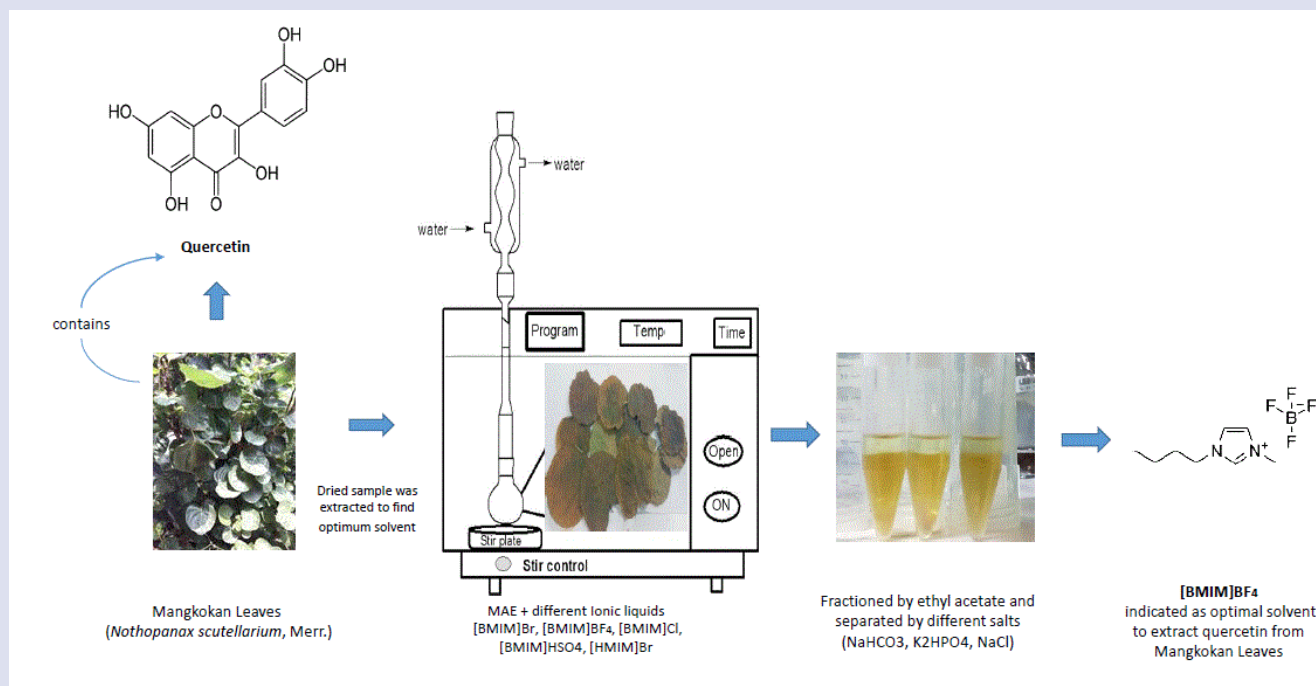 OH
OH
HO
O
OH
OH
O
Quercetin
contains
Mangkokan Leaves
(Nothopanax scutellarium, Merr.)
Dried sample was
extracted to find
optimum solvent
water
water
Program
Temp
Time
Open
ON
Stir plate
Stir control
MAE + different Ionic liquids
[BMIM]Br, [BMIM]BF4, [BMIM]Cl,
[BMIM]HSO4, [HMIM]Br
Fractioned by ethyl acetate and
separated by different salts
(NaHCO3, K2HPO4, NaCl)
F
F
B
F
F
N
N+
[BMIM]BF4
indicated as optimal solvent
to extract quercetin from
Mangkokan Leaves